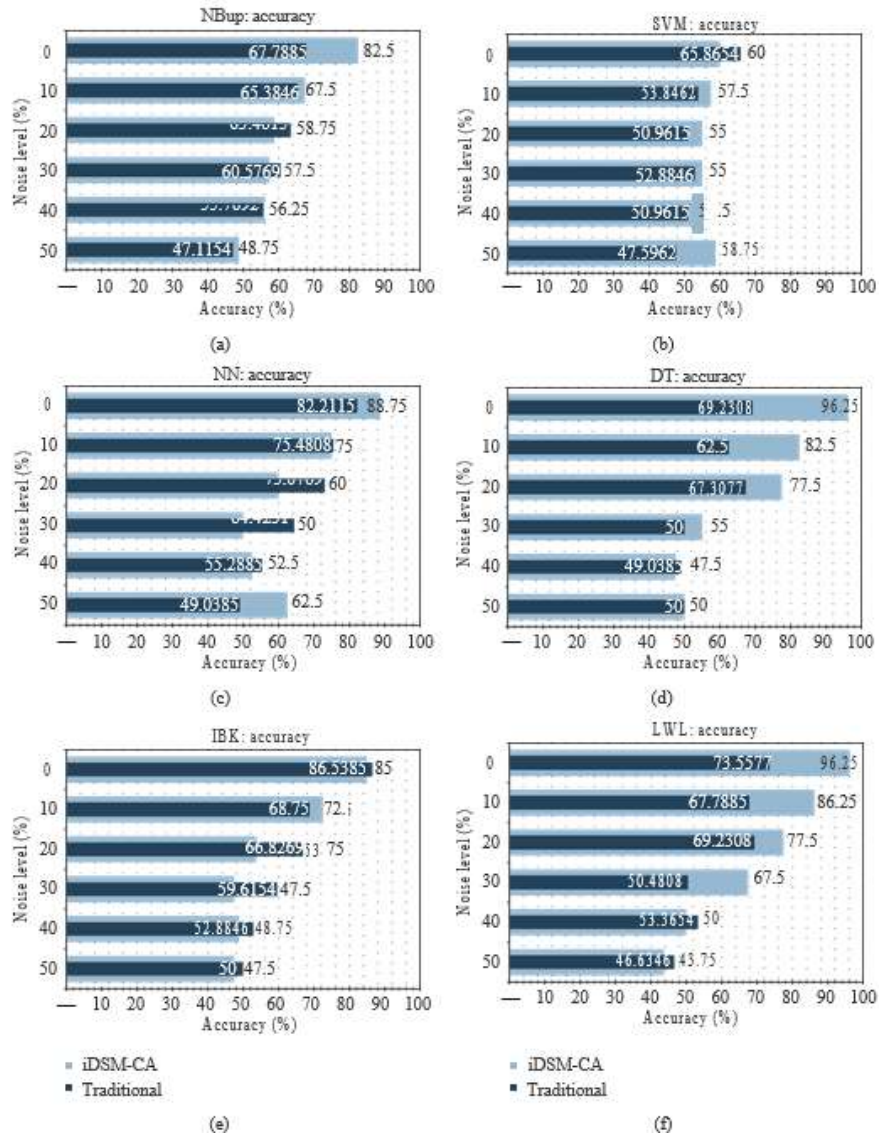 NBup: accuracy
Noise level (%)
0 67.7885 82.5
10 65.3846 67.5
20 58.75
30 60.5769 57.5
40 56.25
50 47.1154 48.75
— 10 20 30 40 50 60 70 80 90 100
Accuracy (%)
(a)
SVM: accuracy
Noise level (%)
0 65.8654 60
10 53.8462 57.5
20 50.9615 55
30 52.8846 55
40 50.9615
50 47.5962 58.75
— 10 20 30 40 50 60 70 80 90 100
Accuracy (%)
(b)
NN: accuracy
Noise level (%)
0 82.2115 88.75
10 75.4808 75
20 60
30 50
40 55.2885 52.5
50 49.0385 62.5
— 10 20 30 40 50 60 70 80 90 100
Accuracy (%)
(c)
DT: accuracy
Noise level (%)
0 69.2308 96.25
10 62.5 82.5
20 67.3077 77.5
30 50 55
40 49.0385 47.5
50 50 50
— 10 20 30 40 50 60 70 80 90 100
Accuracy (%)
(d)
IBK: accuracy
Noise level (%)
0 86.5385 85
10 68.75
20 66.8269
30 59.6154 47.5
40 52.8846 48.75
50 50 47.5
— 10 20 30 40 50 60 70 80 90 100
Accuracy (%)
iDSM-CA
Traditional
(e)
LWL: accuracy
Noise level (%)
0 73.5577 96.25
10 67.7885 86.25
20 69.2308 77.5
30 50.4808 67.5
40 53.3654 50
50 46.6346 43.75
— 10 20 30 40 50 60 70 80 90 100
Accuracy (%)
iDSM-CA
Traditional
(f)